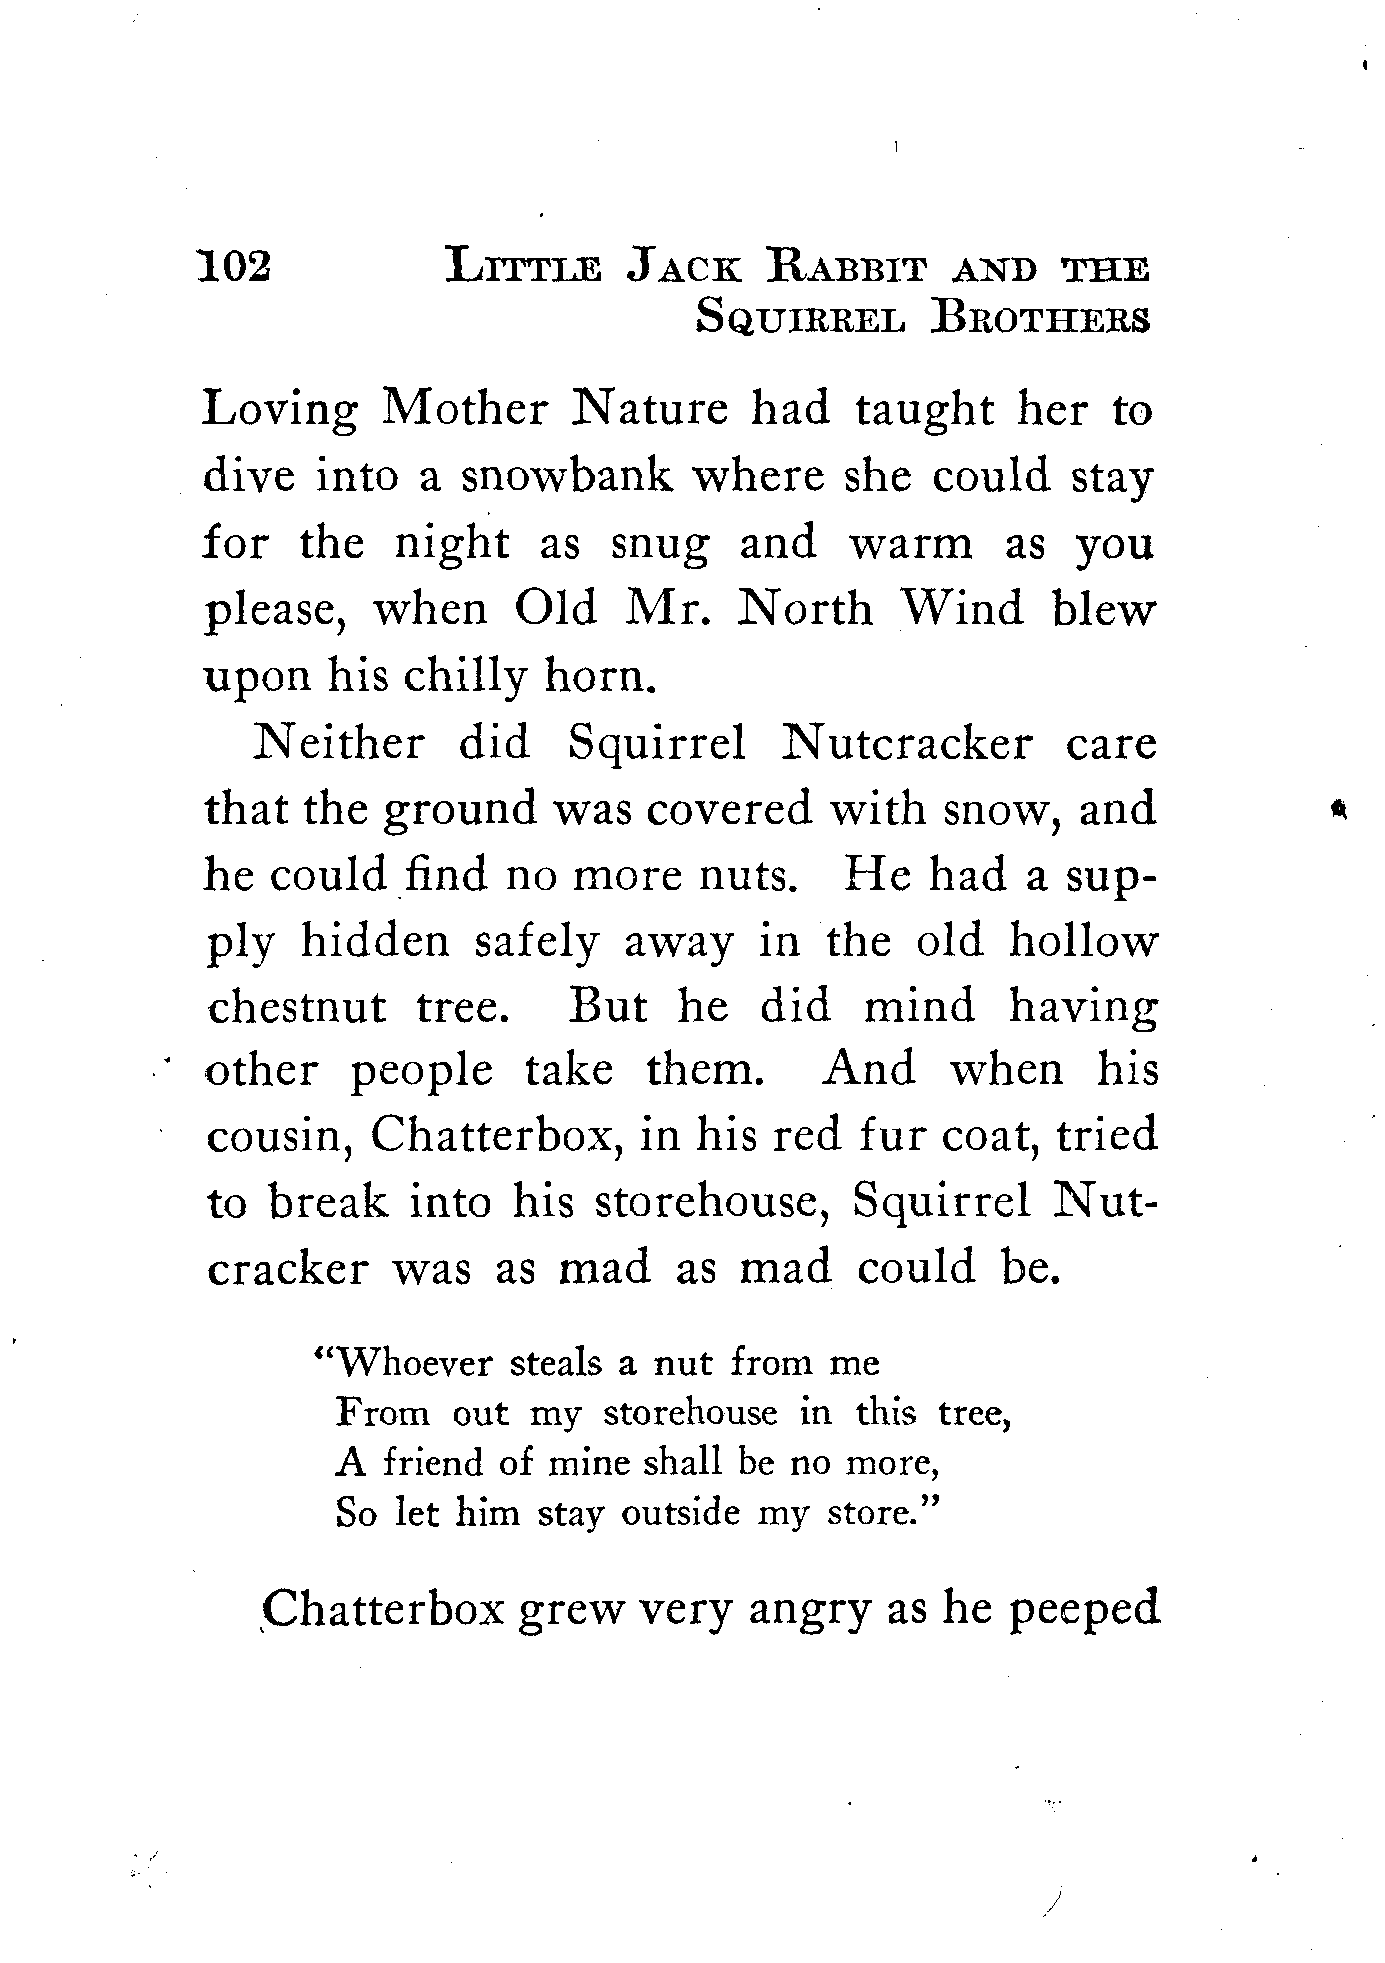 102 Little Jack Rabbit and the
Squirrel Brothers
Loving Mother Nature had taught her to
dive into a snowbank where she could stay
for the night as snug and warm as you
please, when Old Mr. North Wind blew
upon his chilly horn.
Neither did Squirrel Nutcracker care
that the ground was covered with snow, and
he could find no more nuts. He had a sup-
ply hidden safely away in the old hollow
chestnut tree. But he did mind having
other people take them. And when his
cousin, Chatterbox, in his red fur coat, tried
to break into his storehouse, Squirrel Nut-
cracker was as mad as mad could be.
“Whoever steals a nut from me
From out my storehouse in this tree,
A friend of mine shall be no more,
So let him stay outside my store.”
Chatterbox grew very angry as he peeped